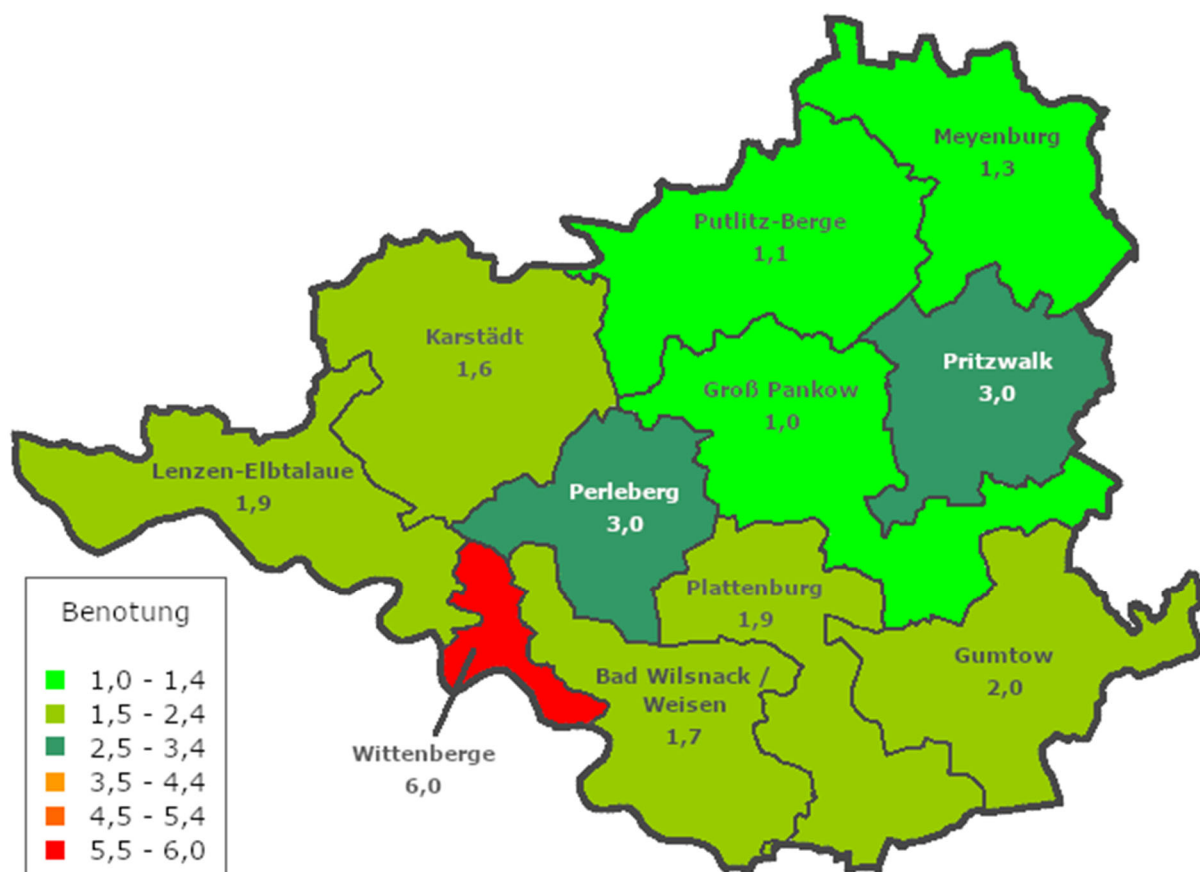 Meyenburg
1,3
Putlitz-Berge
1,1
Karstädt
1,6
Pritzwalk
3,0
Groß Pankow
1,0
Lenzen-Elbtalaue
1,9
Perleberg
3,0
Plattenburg
1,9
Gumtow
2,0
Bad Wilsnack /
Weisen
1,7
Wittenberge
6,0
Benotung
1,0 - 1,4
1,5 - 2,4
2,5 - 3,4
3,5 - 4,4
4,5 - 5,4
5,5 - 6,0